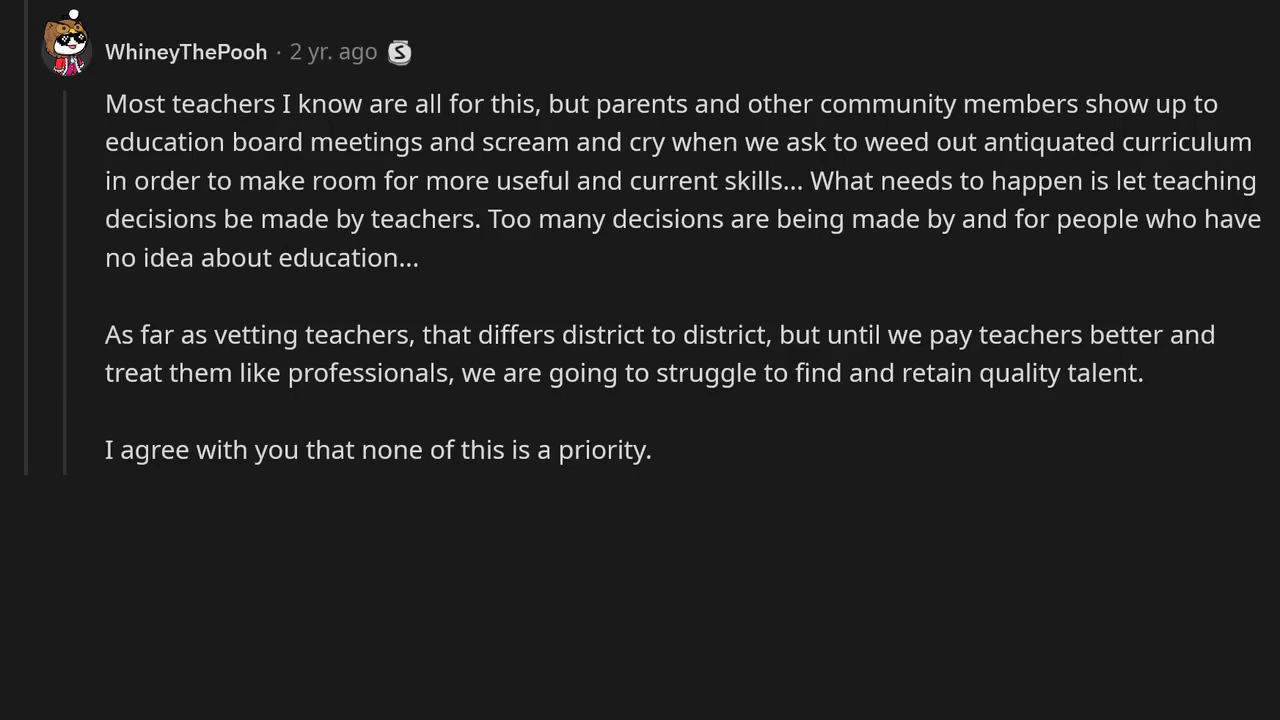 WhineyThePooh · 2 yr. ago
Most teachers I know are all for this, but parents and other community members show up to
education board meetings and scream and cry when we ask to weed out antiquated curriculum
in order to make room for more useful and current skills... What needs to happen is let teaching
decisions be made by teachers. Too many decisions are being made by and for people who have
no idea about education...
As far as vetting teachers, that differs district to district, but until we pay teachers better and
treat them like professionals, we are going to struggle to find and retain quality talent.
I agree with you that none of this is a priority.